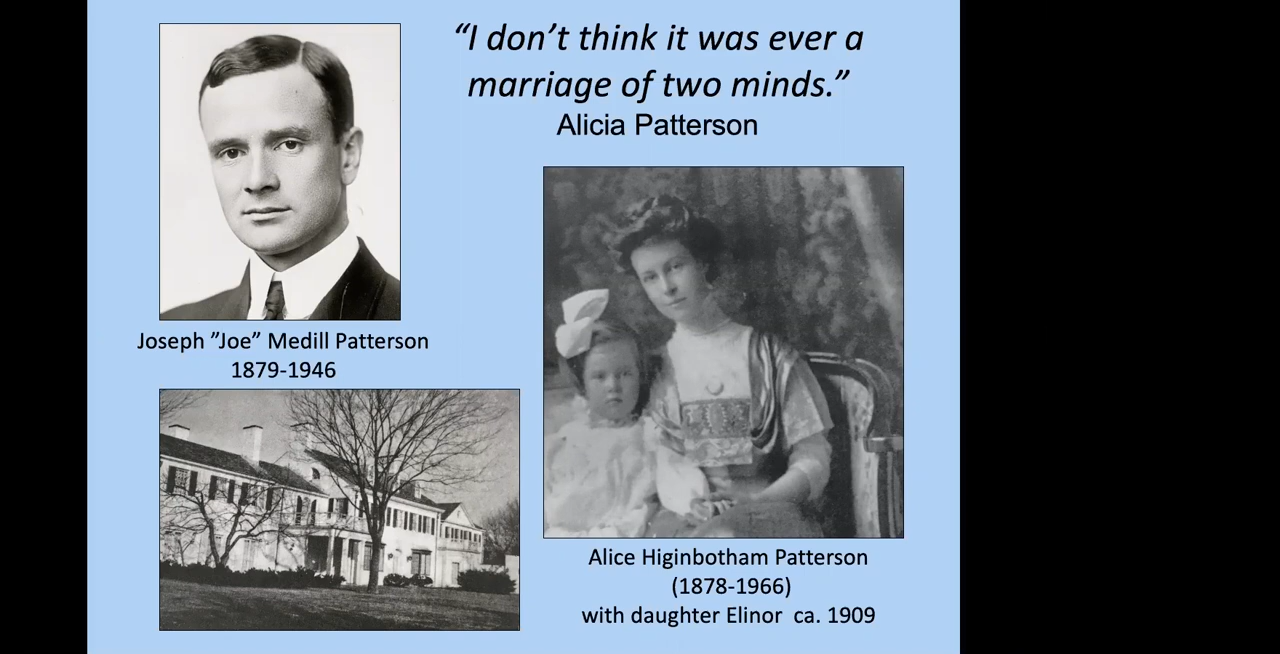 “I don’t think it was ever a
marriage of two minds.”
Alicia Patterson
Joseph ”Joe” Medill Patterson
1879-1946
Alice Higinbotham Patterson
(1878-1966)
with daughter Elinor  ca. 1909